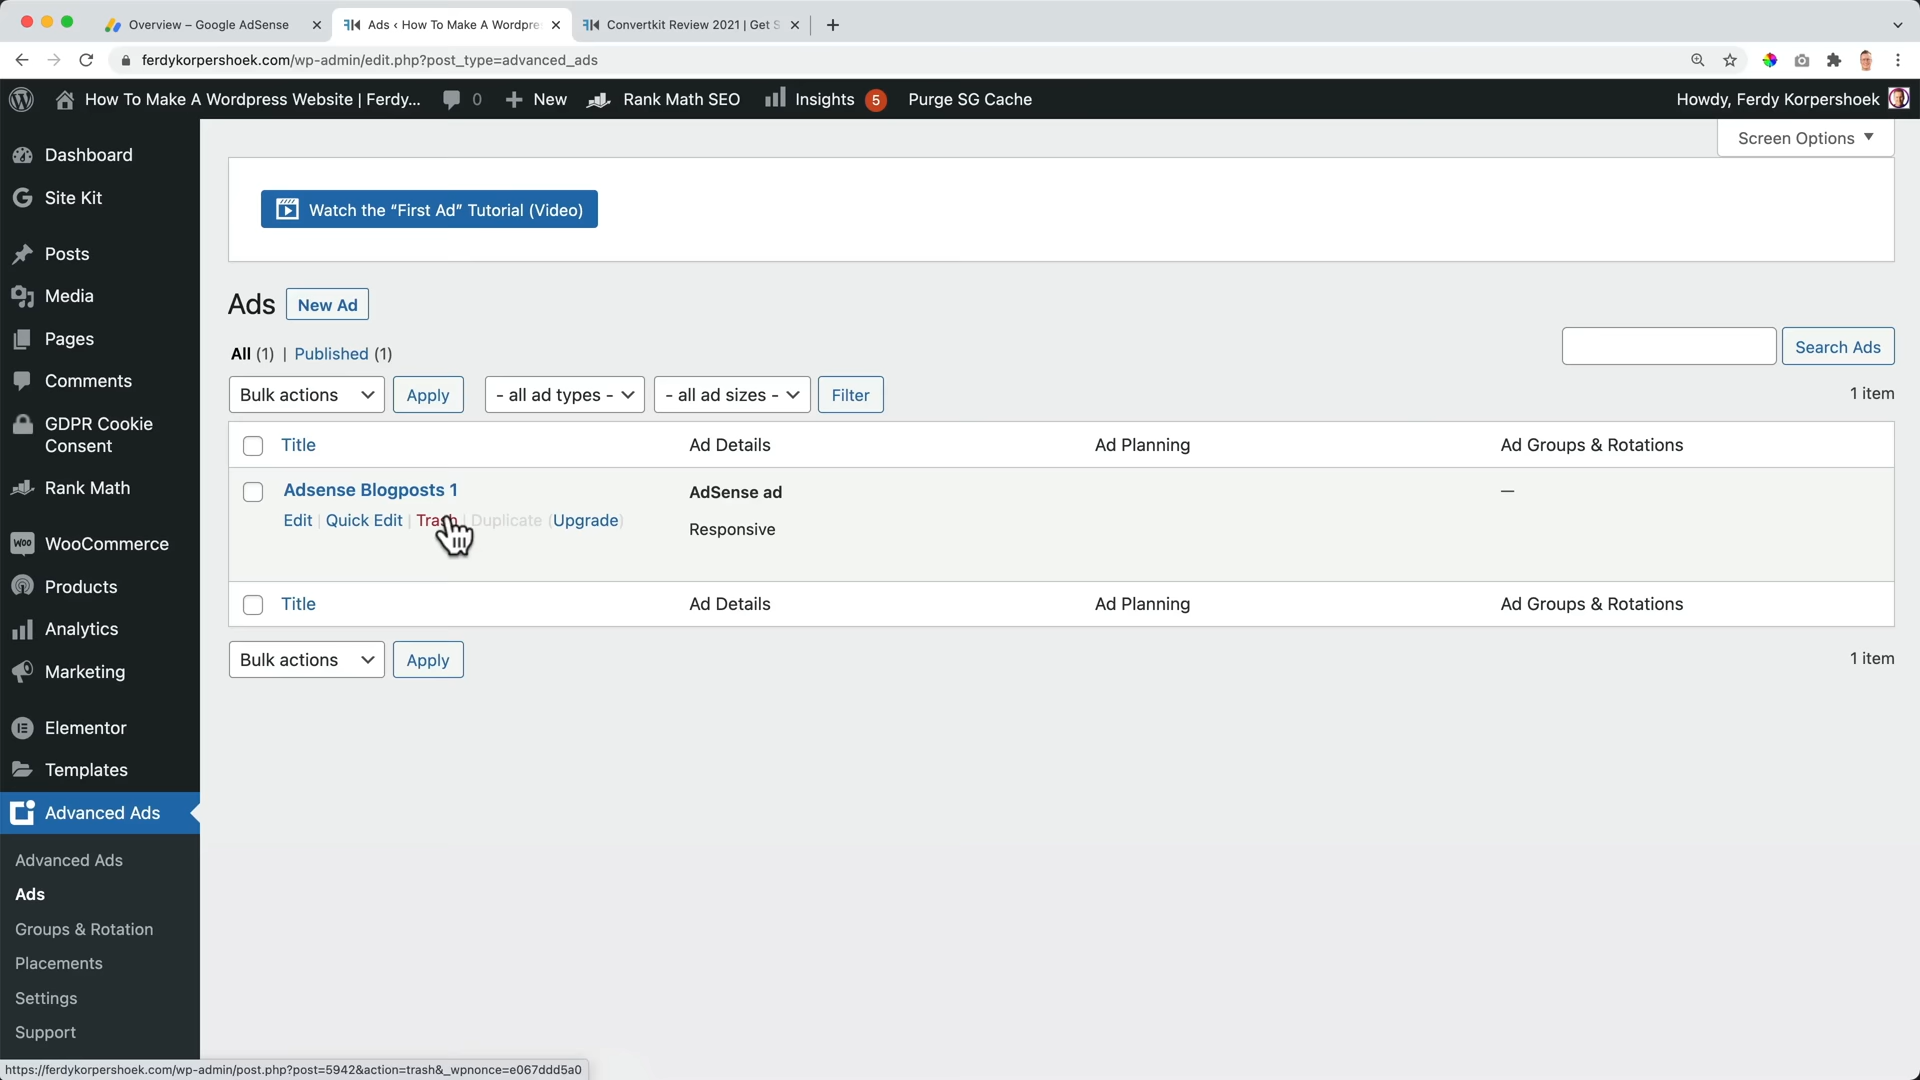 Overview – Google AdSense
Ads ‹ How To Make A Wordpre
Convertkit Review 2021 | Get S
ferdykorpershoek.com/wp-admin/edit.php?post_type=advanced_ads
How To Make A Wordpress Website | Ferdy...
0
New
Rank Math SEO
Insights
5
Purge SG Cache
Howdy, Ferdy Korpershoek
Screen Options
Dashboard
Site Kit
Posts
Media
Pages
Comments
GDPR Cookie
Consent
Rank Math
WooCommerce
Products
Analytics
Marketing
Elementor
Templates
Advanced Ads
Advanced Ads
Ads
Groups & Rotation
Placements
Settings
Support
Watch the “First Ad” Tutorial (Video)
Ads
New Ad
All (1) | Published (1)
Search Ads
Bulk actions
Apply
- all ad types -
- all ad sizes -
Filter
1 item
Title
Ad Details
Ad Planning
Ad Groups & Rotations
Adsense Blogposts 1
Edit | Quick Edit | Trash | Duplicate (Upgrade)
AdSense ad
Responsive
—
Title
Ad Details
Ad Planning
Ad Groups & Rotations
Bulk actions
Apply
1 item
https://ferdykorpershoek.com/wp-admin/post.php?post=5942&action=trash&_wpnonce=e067ddd5a0